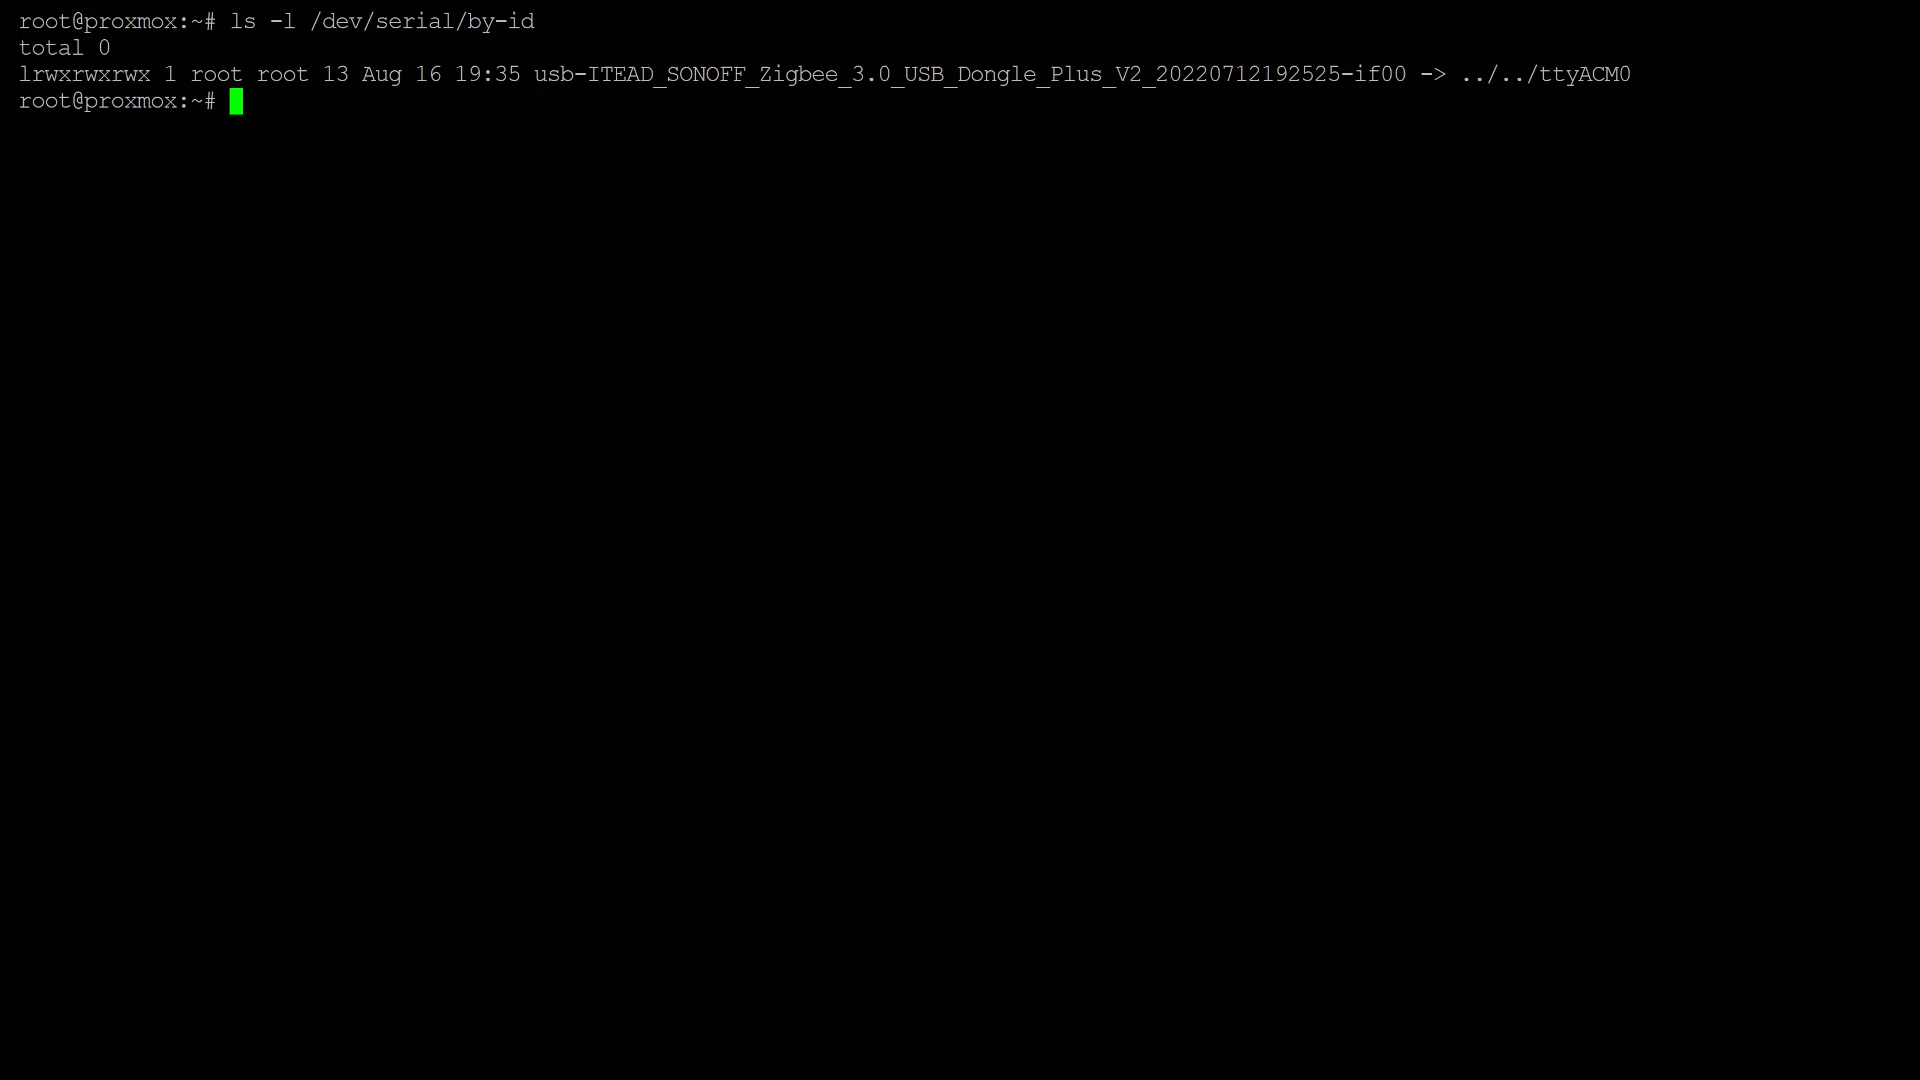 root@proxmox:~# ls -l /dev/serial/by-id
total 0
lrwxrwxrwx 1 root root 13 Aug 16 19:35 usb-ITEAD_SONOFF_Zigbee_3.0_USB_Dongle_Plus_V2_20220712192525-if00 -> ../../ttyACM0
root@proxmox:~#